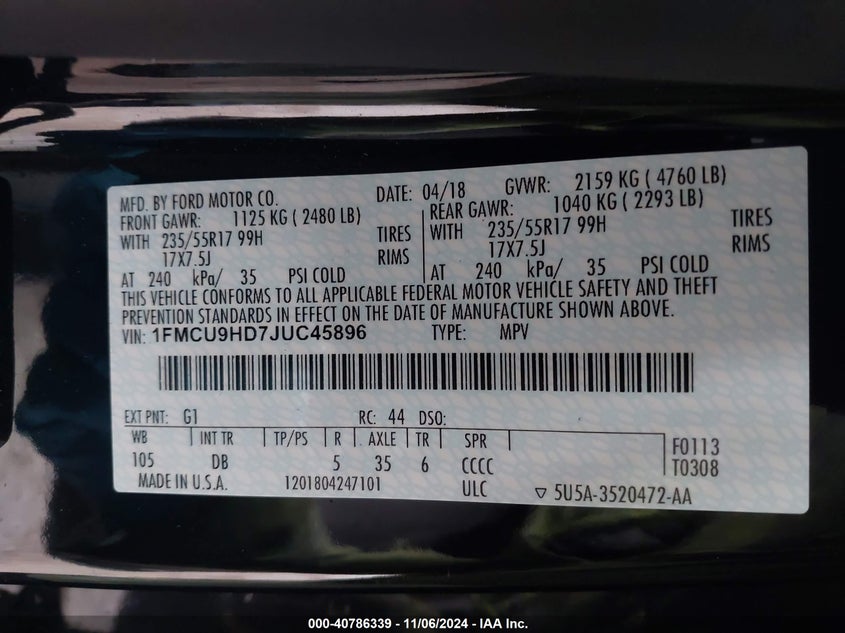 MFD. BY FORD MOTOR CO. DATE: 04/18 GVWR: 2159 KG ( 4760 LB)
FRONT GAWR: 1125 KG ( 2480 LB) REAR GAWR: 1040 KG ( 2293 LB)
WITH 235/55R17 99H TIRES WITH 235/55R17 99H TIRES
17X7.5J RIMS 17X7.5J RIMS
AT 240 kPa/ 35 PSI COLD AT 240 kPa/ 35 PSI COLD
THIS VEHICLE CONFORMS TO ALL APPLICABLE FEDERAL MOTOR VEHICLE SAFETY AND THEFT
PREVENTION STANDARDS IN EFFECT ON THE DATE OF MANUFACTURE SHOWN ABOVE.
VIN: 1FMCU9HD7JUC45896 TYPE: MPV
EXT PNT: G1 RC: 44 DSO:
WB INT TR TP/PS R AXLE TR SPR F0113
105 DB 5 35 6 CCCC T0308
MADE IN U.S.A. 1201804247101 ULC ▽ 5U5A-3520472-AA
000-40786339 - 11/06/2024 - IAA Inc.